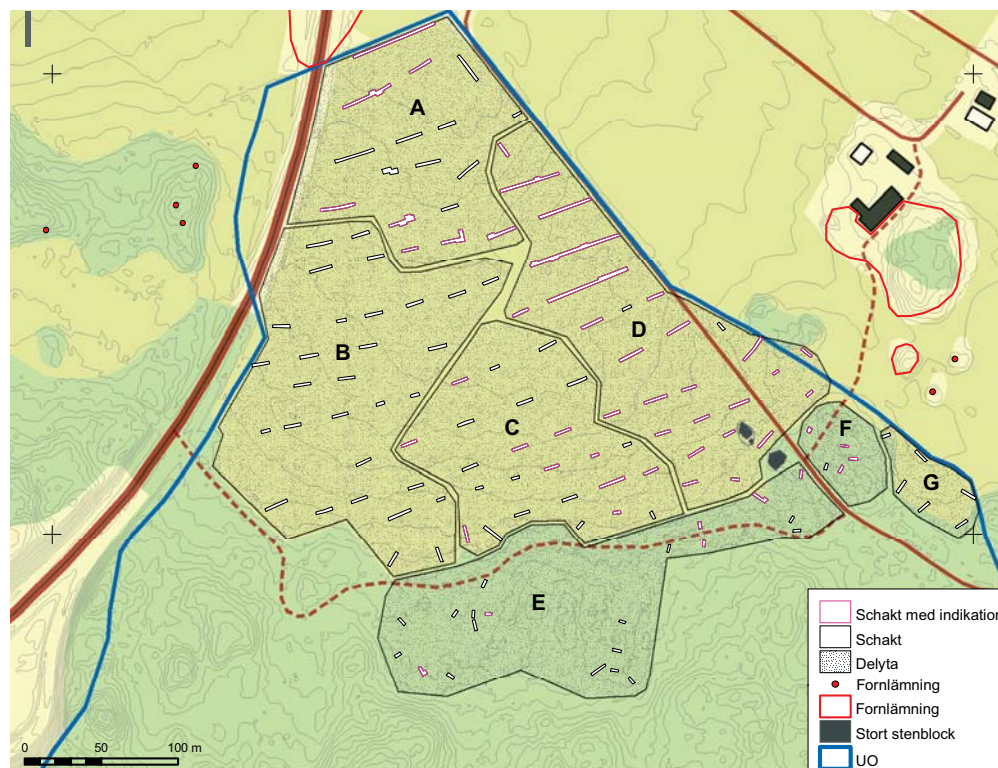 A
B
D
C
F
G
E
Schakt med indikation
Schakt
Delyta
Fornlämning
Fornlämning
Stort stenblock
UO
0 50 100 m